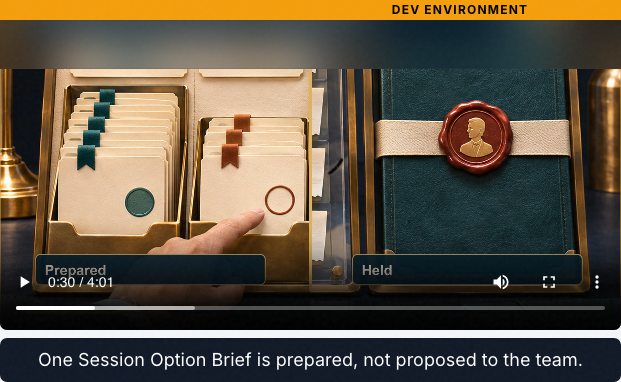 DEV ENVIRONMENT
Prepared
Held
0:30 / 4:01
One Session Option Brief is prepared, not proposed to the team.